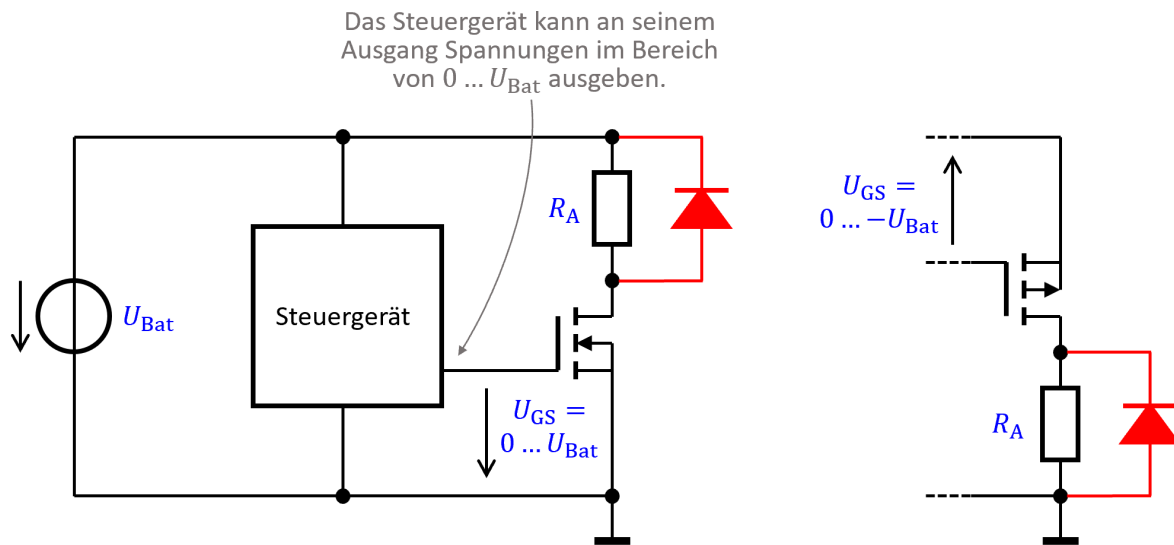 Das Steuergerät kann an seinem
Ausgang Spannungen im Bereich
von 0 … U_Bat ausgeben.
U_Bat
Steuergerät
R_A
U_GS =
0 … U_Bat
U_GS =
0 … −U_Bat
R_A